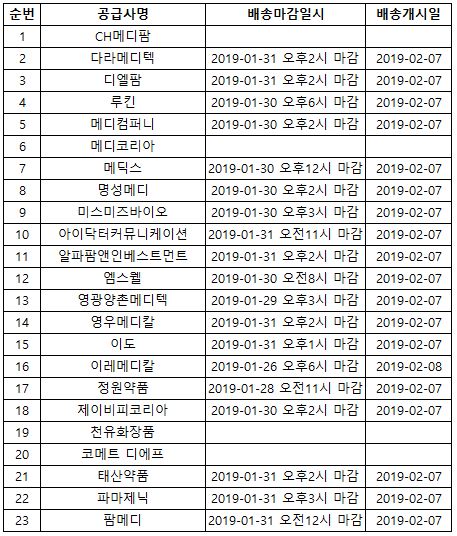 순번 공급사명 배송마감일시 배송개시일
1 CH메디팜
2 다라메디텍 2019-01-31 오후2시 마감 2019-02-07
3 디엘팜 2019-01-31 오후2시 마감 2019-02-07
4 루킨 2019-01-30 오후6시 마감 2019-02-07
5 메디컴퍼니 2019-01-30 오후2시 마감 2019-02-07
6 메디코리아
7 메딕스 2019-01-30 오후12시 마감 2019-02-07
8 명성메디 2019-01-30 오후3시 마감 2019-02-07
9 미스미즈바이오 2019-01-30 오후3시 마감 2019-02-07
10 아이닥터커뮤니케이션 2019-01-31 오전11시 마감 2019-02-07
11 알파팜앤인베스트먼트 2019-01-31 오후2시 마감 2019-02-07
12 엠스웰 2019-01-30 오전8시 마감 2019-02-07
13 영광양촌메디텍 2019-01-29 오후3시 마감 2019-02-07
14 영우메디칼 2019-01-31 오후2시 마감 2019-02-07
15 이도 2019-01-31 오후1시 마감 2019-02-07
16 이레메디칼 2019-01-26 오후6시 마감 2019-02-08
17 정원약품 2019-01-28 오전11시 마감 2019-02-07
18 제이비피코리아 2019-01-30 오후2시 마감 2019-02-07
19 천유화장품
20 코메트 디에프
21 태산약품 2019-01-31 오후2시 마감 2019-02-07
22 파마제닉 2019-01-31 오후3시 마감 2019-02-07
23 팜메디 2019-01-31 오전12시 마감 2019-02-07